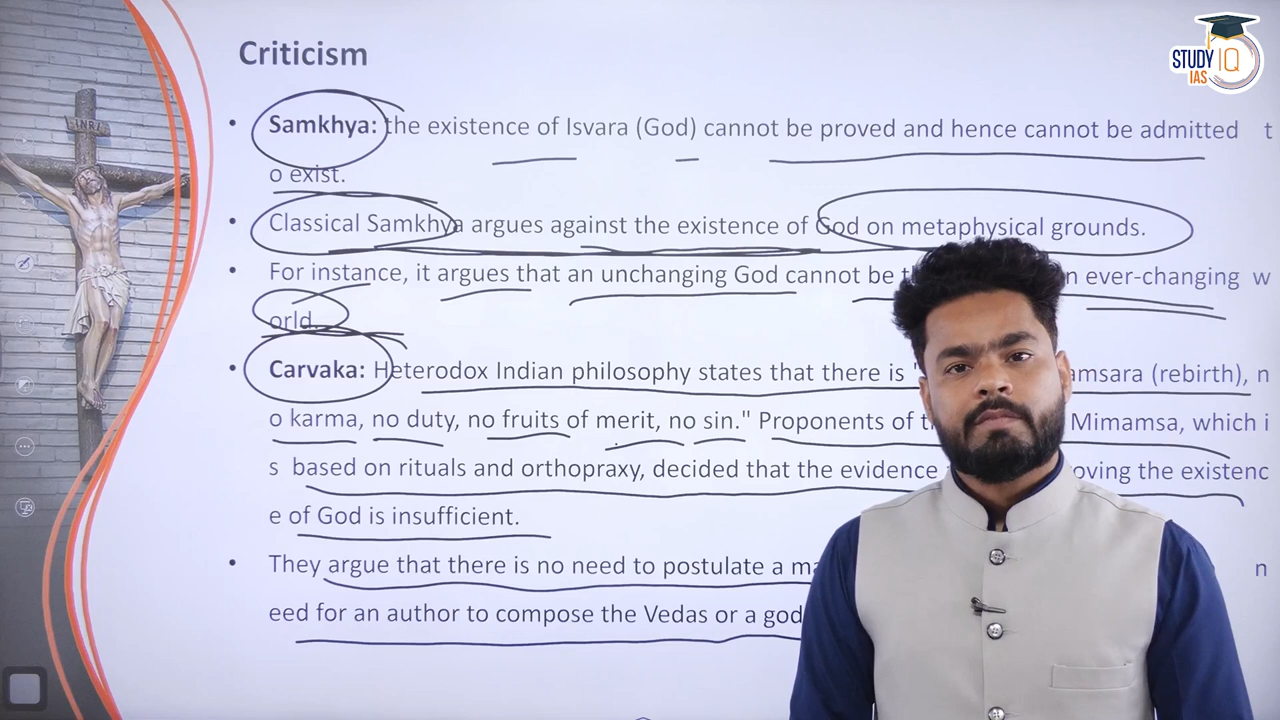 STUDY IQ
IAS
INRI
Criticism
• Samkhya: the existence of Isvara (God) cannot be proved and hence cannot be admitted t
o exist.
• Classical Samkhya argues against the existence of God on metaphysical grounds.
• For instance, it argues that an unchanging God cannot be ever-changing w
orld.
• Carvaka: Heterodox Indian philosophy states that there is " (rebirth), n
o karma, no duty, no fruits of merit, no sin." Proponents of Mimamsa, which i
s based on rituals and orthopraxy, decided that the evidence the existenc
e of God is insufficient.
• They argue that there is no need to postulate a n
eed for an author to compose the Vedas or a god